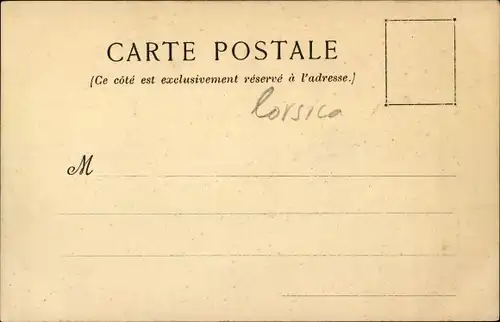 CARTE POSTALE
(Ce côté est exclusivement réservé à l'adresse.)
Corsica
M